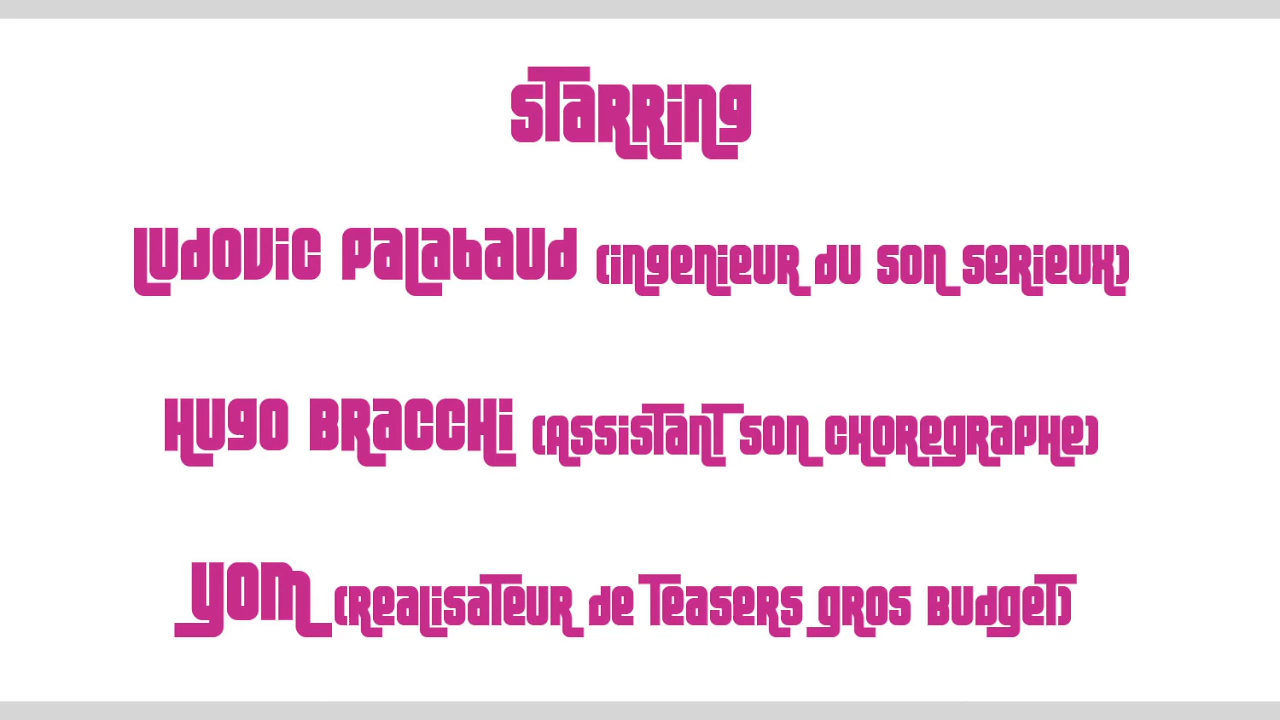 Starring
Ludovic Palabaud (ingenieur du son serieux)
Hugo Bracchi (Assistant son choregraphe)
Yom (realisateur de teasers gros budget)